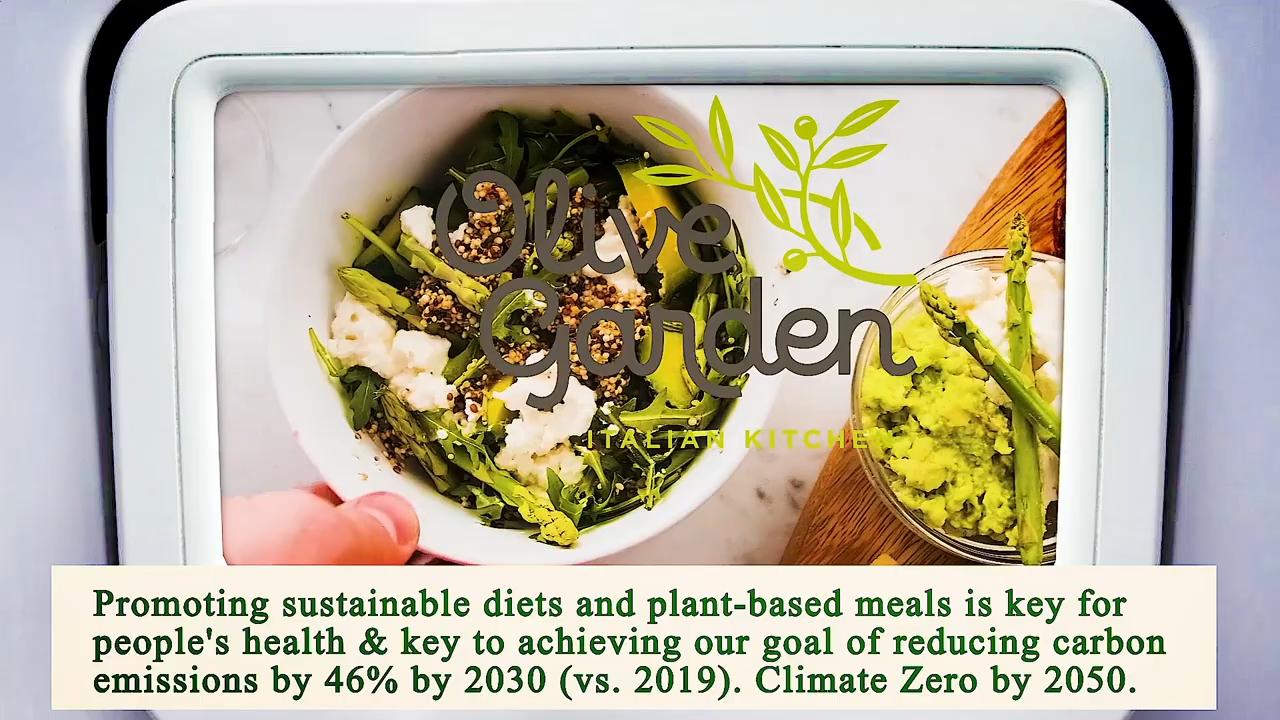 Olive
Garden
ITALIAN KITCHEN
Promoting sustainable diets and plant-based meals is key for
people's health & key to achieving our goal of reducing carbon
emissions by 46% by 2030 (vs. 2019). Climate Zero by 2050.